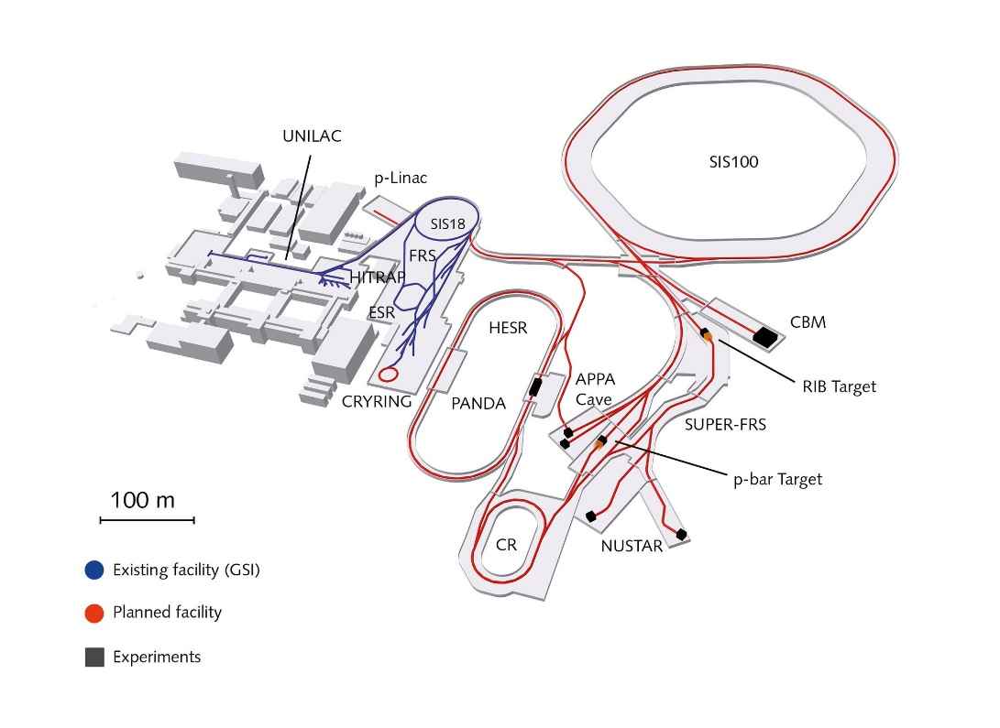 UNILAC
p-Linac
SIS100
SIS18
FRS
HITRAP
ESR
HESR
CBM
RIB Target
APPA
Cave
CRYRING
PANDA
SUPER-FRS
p-bar Target
100 m
CR
NUSTAR
Existing facility (GSI)
Planned facility
Experiments